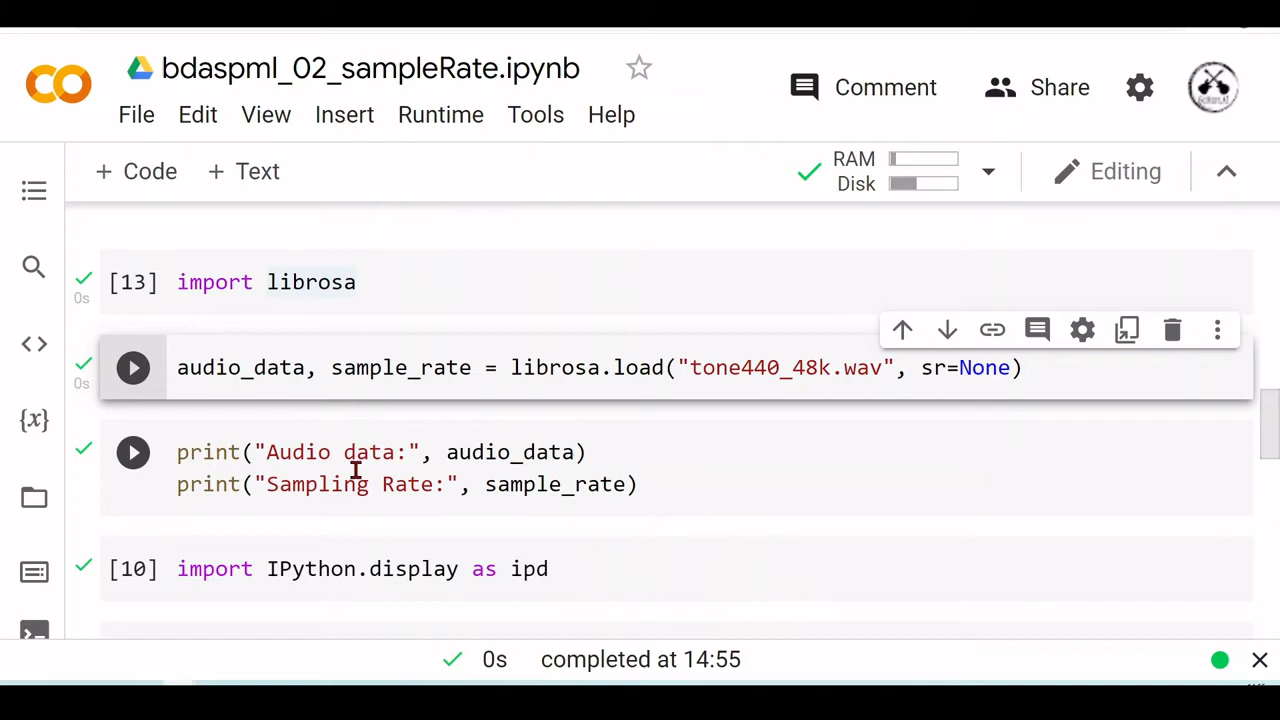 bdaspml_02_sampleRate.ipynb
Comment
Share
File Edit View Insert Runtime Tools Help
+ Code + Text
RAM
Disk
Editing
[13] import librosa
0s
audio_data, sample_rate = librosa.load("tone440_48k.wav", sr=None)
0s
{x}
print("Audio data:", audio_data)
print("Sampling Rate:", sample_rate)
[10] import IPython.display as ipd
0s completed at 14:55